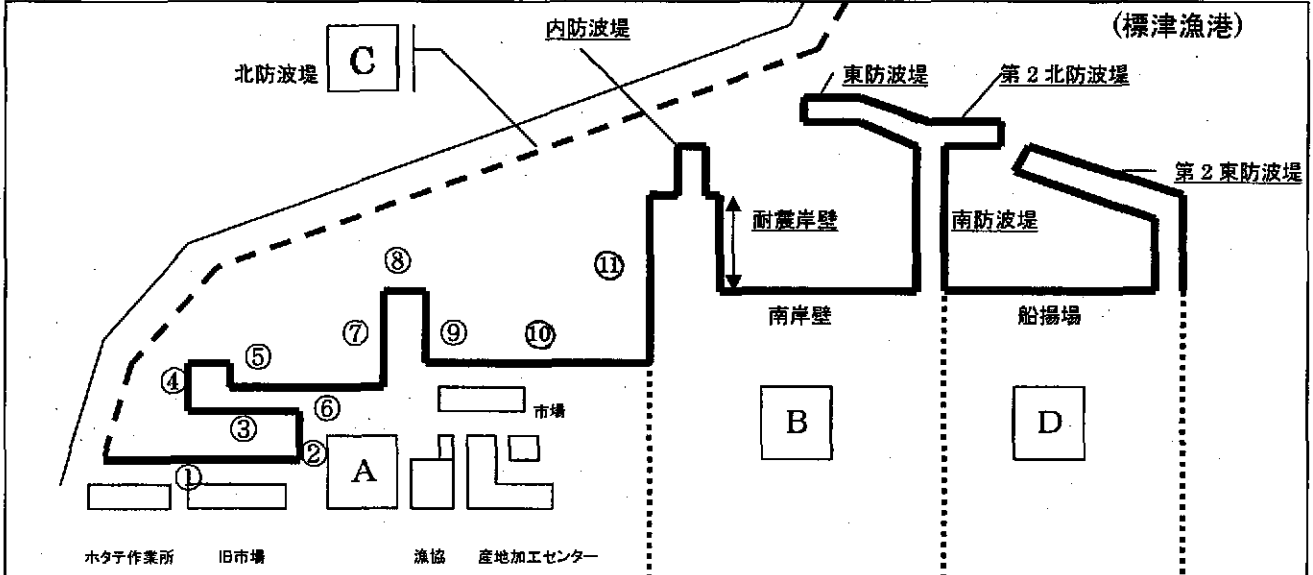 (標津漁港)
内防波堤
北防波堤
C
東防波堤
第2北防波堤
第2東防波堤
耐震岸壁
南防波堤
⑧
⑪
南岸壁
船揚場
⑦
⑨
⑩
⑤
④
⑥
市場
③
②
①
A
B
D
ホタテ作業所
旧市場
漁協
産地加工センター